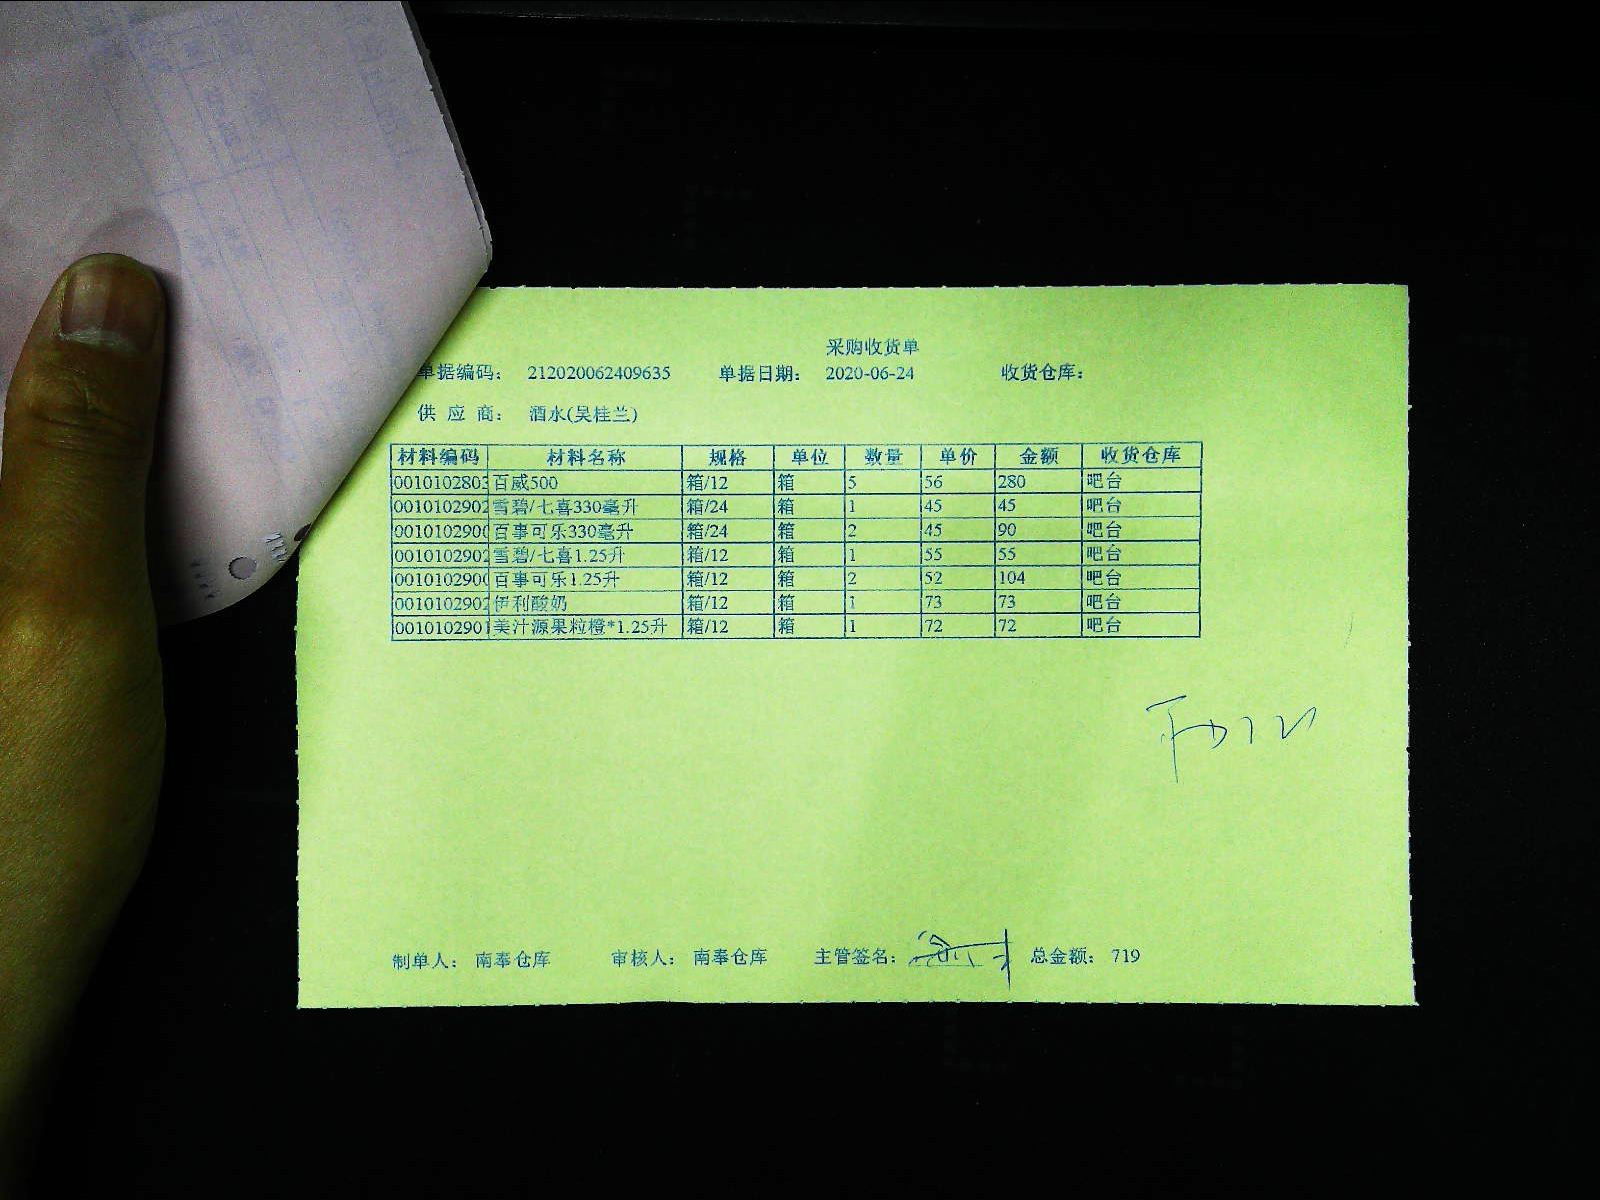 采购收货单
单据编码： 212020062409635 单据日期： 2020-06-24 收货仓库：
供 应 商： 酒水(吴桂兰)
材料编码 材料名称 规格 单位 数量 单价 金额 收货仓库
0010102803 百威500 箱/12 箱 5 56 280 吧台
0010102902 雪碧/七喜330毫升 箱/24 箱 1 45 45 吧台
0010102900 百事可乐330毫升 箱/24 箱 2 45 90 吧台
0010102902 雪碧/七喜1.25升 箱/12 箱 1 55 55 吧台
0010102900 百事可乐1.25升 箱/12 箱 2 52 104 吧台
0010102902 伊利酸奶 箱/12 箱 1 73 73 吧台
0010102901 美汁源果粒橙*1.25升 箱/12 箱 1 72 72 吧台
制单人： 南奉仓库 审核人： 南奉仓库 主管签名： 总金额： 719